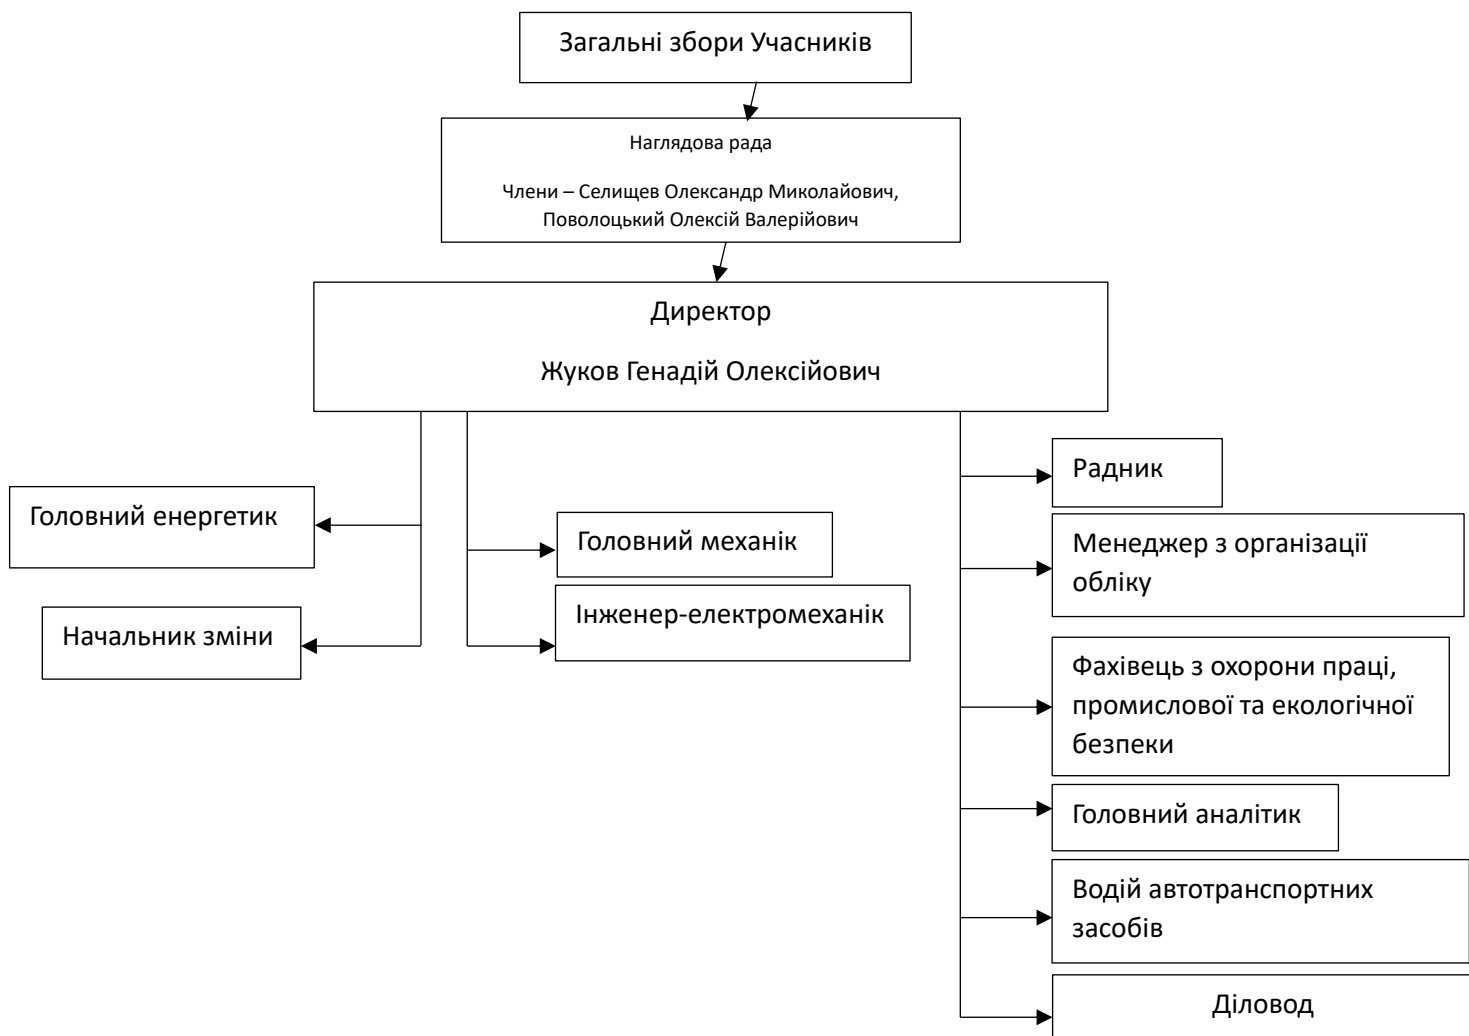 Загальні збори Учасників
Наглядова рада
Члени – Селищев Олександр Миколайович,
Поволоцький Олексій Валерійович
Директор
Жуков Генадій Олексійович
Головний енергетик
Начальник зміни
Головний механік
Інженер-електромеханік
Радник
Менеджер з організації
обліку
Фахівець з охорони праці,
промислової та екологічної
безпеки
Головний аналітик
Водій автотранспортних
засобів
Діловод